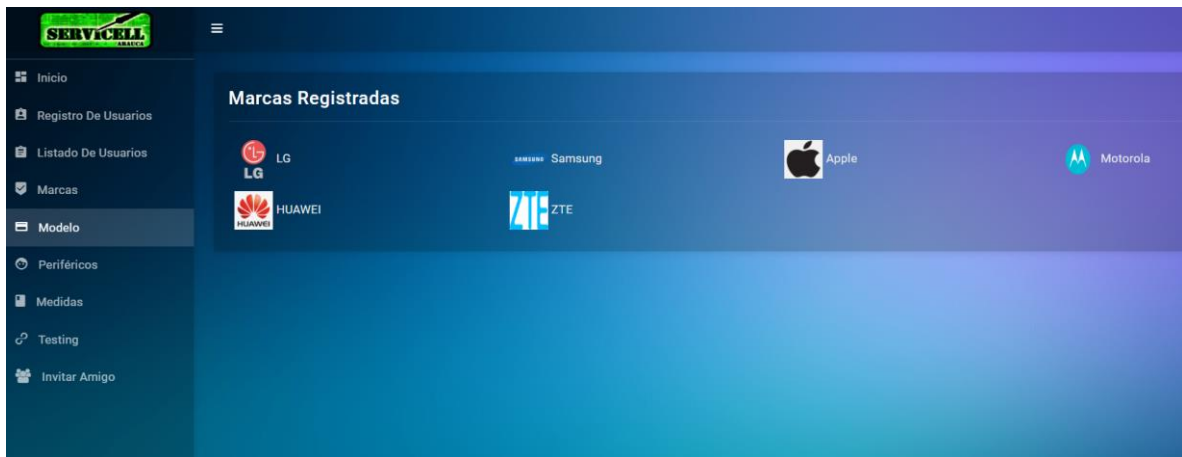 SERVICELL
ARAUCA
Inicio
Registro De Usuarios
Listado De Usuarios
Marcas
Modelo
Periféricos
Medidas
Testing
Invitar Amigo
Marcas Registradas
LG LG
SAMSUNG Samsung
Apple
Motorola
HUAWEI HUAWEI
ZTE ZTE